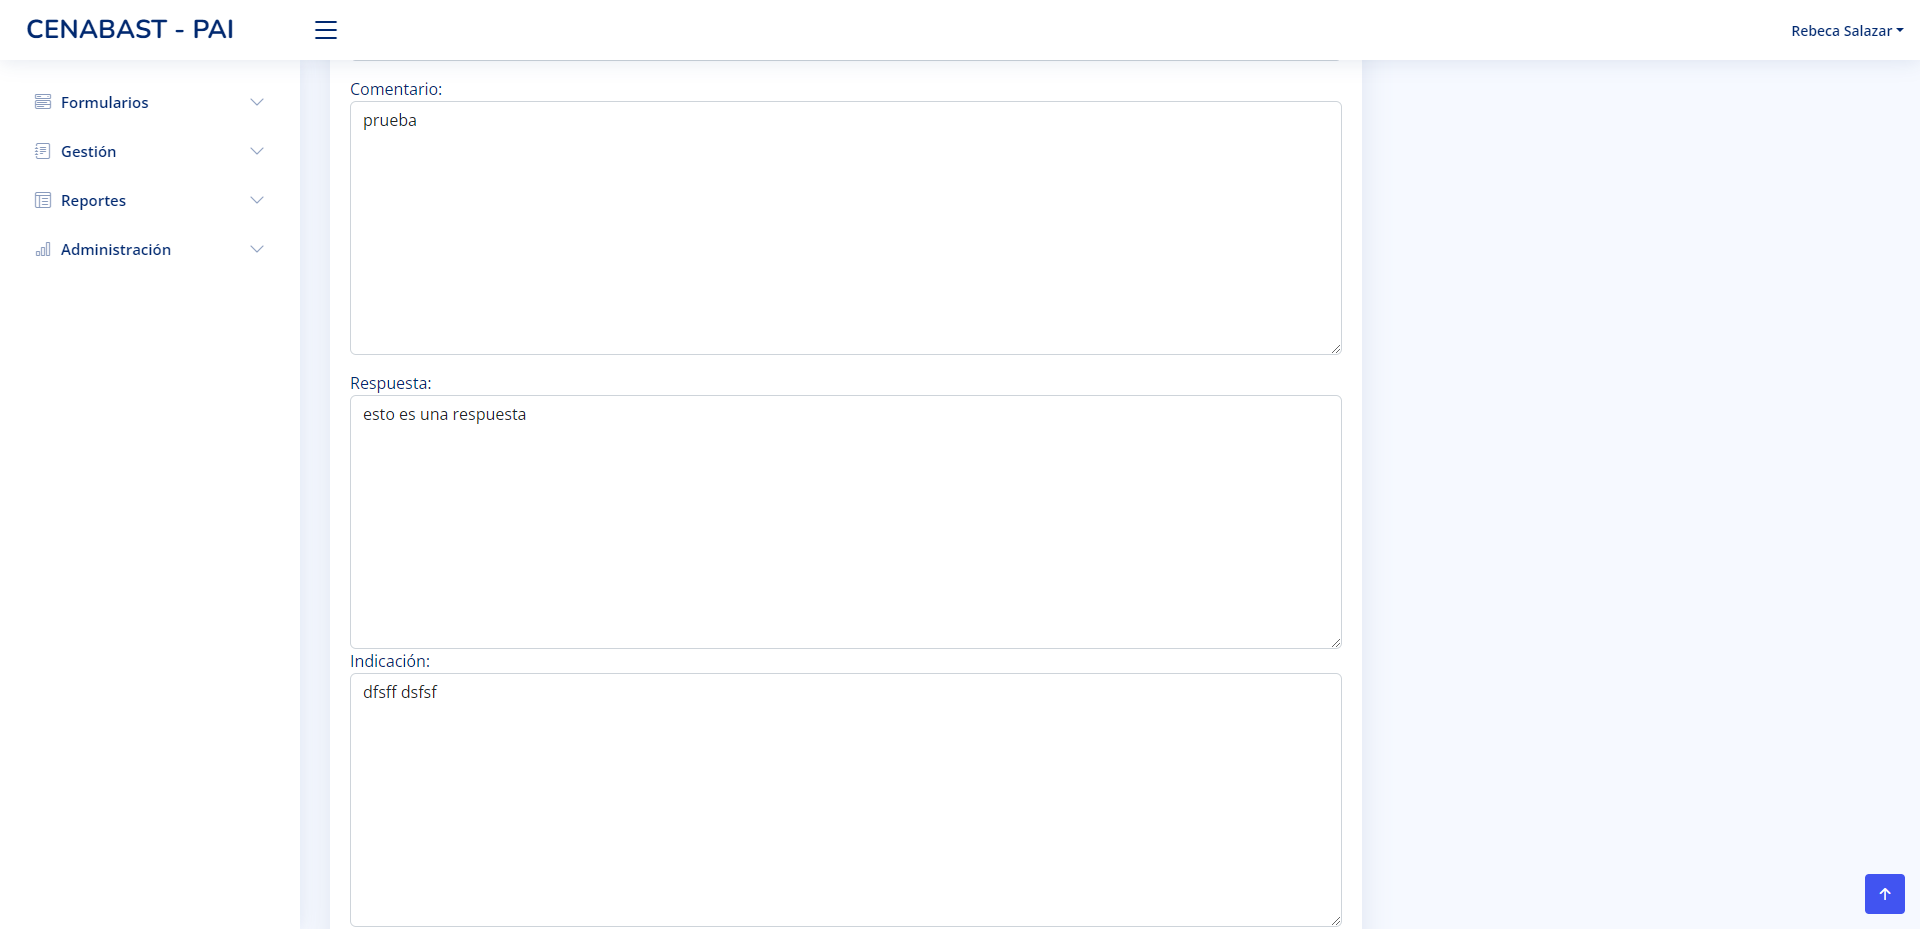 CENABAST - PAI
Rebeca Salazar
Formularios
Gestión
Reportes
Administración
Comentario:
prueba
Respuesta:
esto es una respuesta
Indicación:
dfsff dsfsf